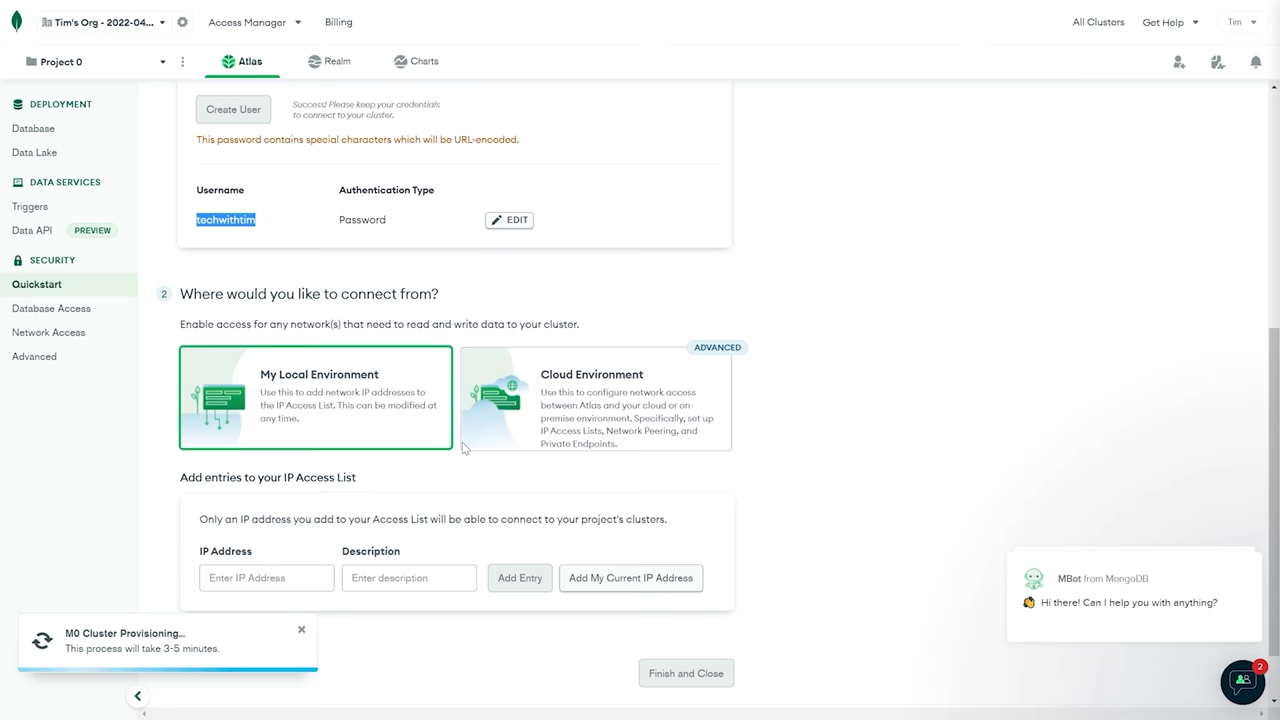 Tim's Org - 2022-04...
Access Manager
Billing
All Clusters
Get Help
Tim
Project 0
Atlas
Realm
Charts
DEPLOYMENT
Database
Data Lake
DATA SERVICES
Triggers
Data API
PREVIEW
SECURITY
Quickstart
Database Access
Network Access
Advanced
Create User
Success! Please keep your credentials
to connect to your cluster.
This password contains special characters which will be URL-encoded.
Username
Authentication Type
techwithtim
Password
EDIT
2
Where would you like to connect from?
Enable access for any network(s) that need to read and write data to your cluster.
My Local Environment
Use this to add network IP addresses to
the IP Access List. This can be modified at
any time.
ADVANCED
Cloud Environment
Use this to configure network access
between Atlas and your cloud or on-
premise environment. Specifically, set up
IP Access Lists, Network Peering, and
Private Endpoints.
Add entries to your IP Access List
Only an IP address you add to your Access List will be able to connect to your project's clusters.
IP Address
Description
Enter IP Address
Enter description
Add Entry
Add My Current IP Address
Finish and Close
M0 Cluster Provisioning...
This process will take 3-5 minutes.
MBot from MongoDB
Hi there! Can I help you with anything?
2